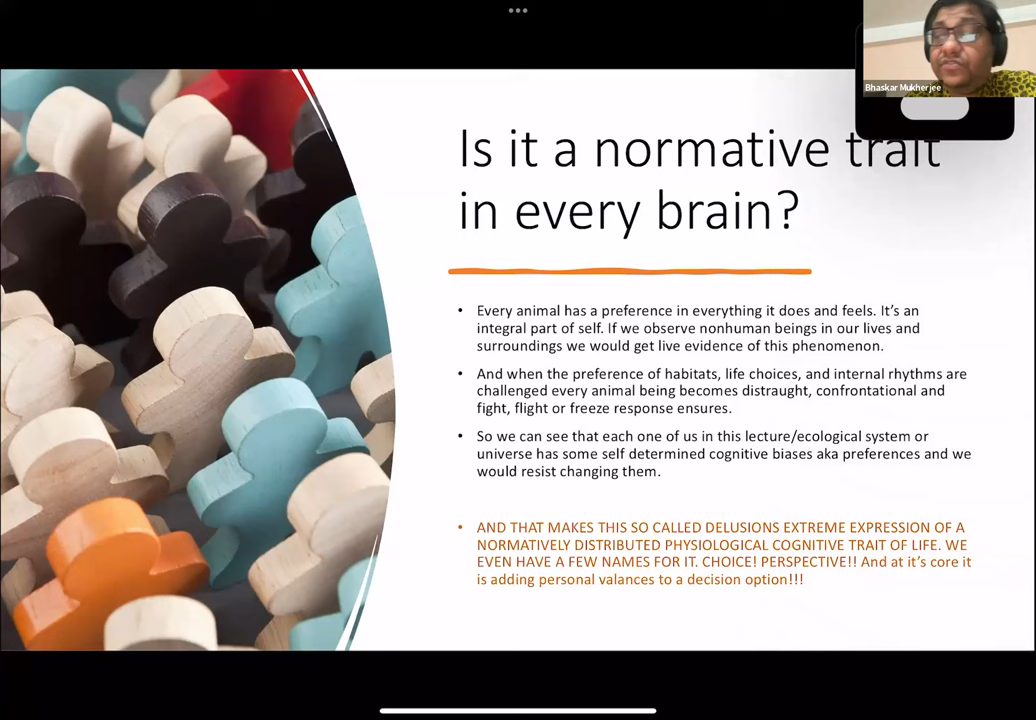 Bhaskar Mukherjee
Is it a normative trait
in every brain?
• Every animal has a preference in everything it does and feels. It's an
integral part of self. If we observe nonhuman beings in our lives and
surroundings we would get live evidence of this phenomenon.
• And when the preference of habitats, life choices, and internal rhythms are
challenged every animal being becomes distraught, confrontational and
fight, flight or freeze response ensures.
• So we can see that each one of us in this lecture/ecological system or
universe has some self determined cognitive biases aka preferences and we
would resist changing them.
• AND THAT MAKES THIS SO CALLED DELUSIONS EXTREME EXPRESSION OF A
NORMATIVELY DISTRIBUTED PHYSIOLOGICAL COGNITIVE TRAIT OF LIFE. WE
EVEN HAVE A FEW NAMES FOR IT. CHOICE! PERSPECTIVE!! And at it's core it
is adding personal valances to a decision option!!!